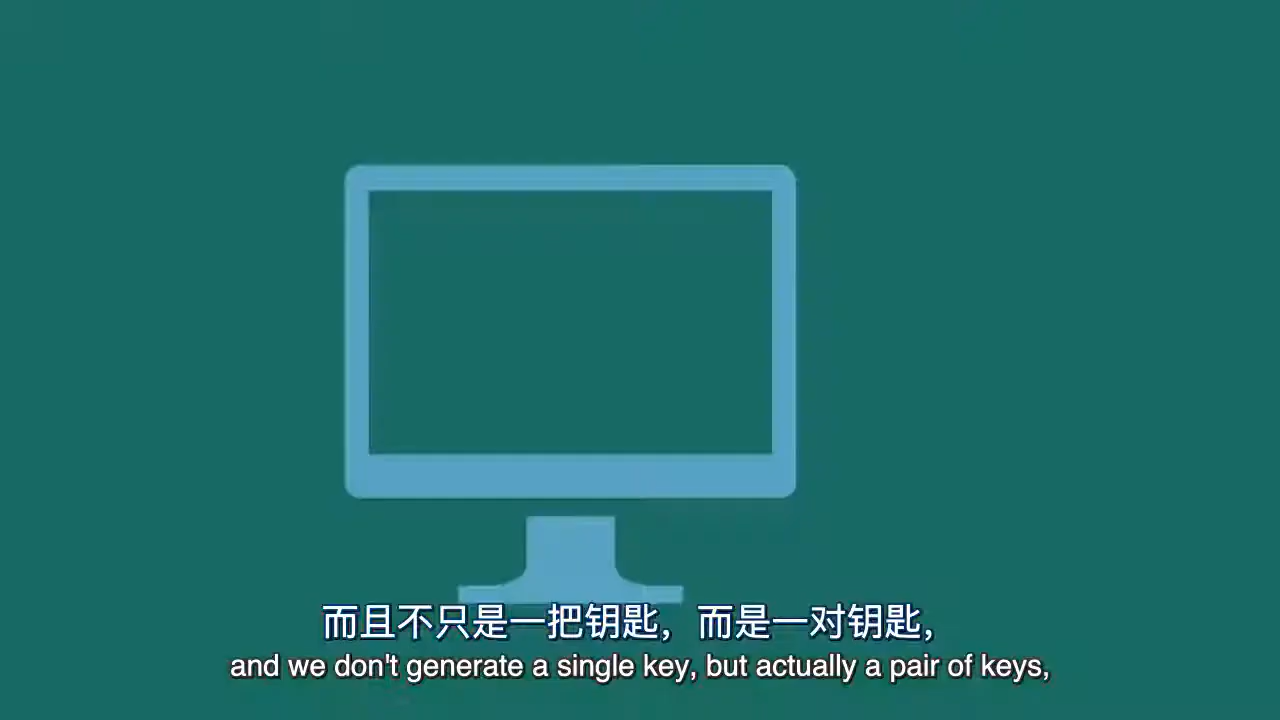 而且不只是一把钥匙，而是一对钥匙，
and we don't generate a single key, but actually a pair of keys,